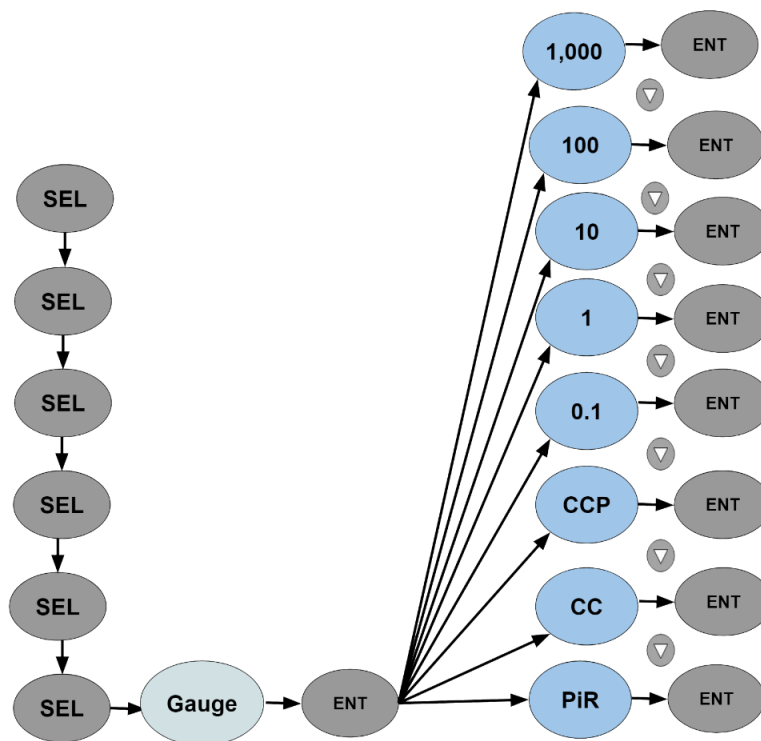 1,000 ENT
100 ENT
SEL
10 ENT
SEL
1 ENT
SEL
0.1 ENT
SEL
CCP ENT
SEL
CC ENT
SEL Gauge ENT PiR ENT